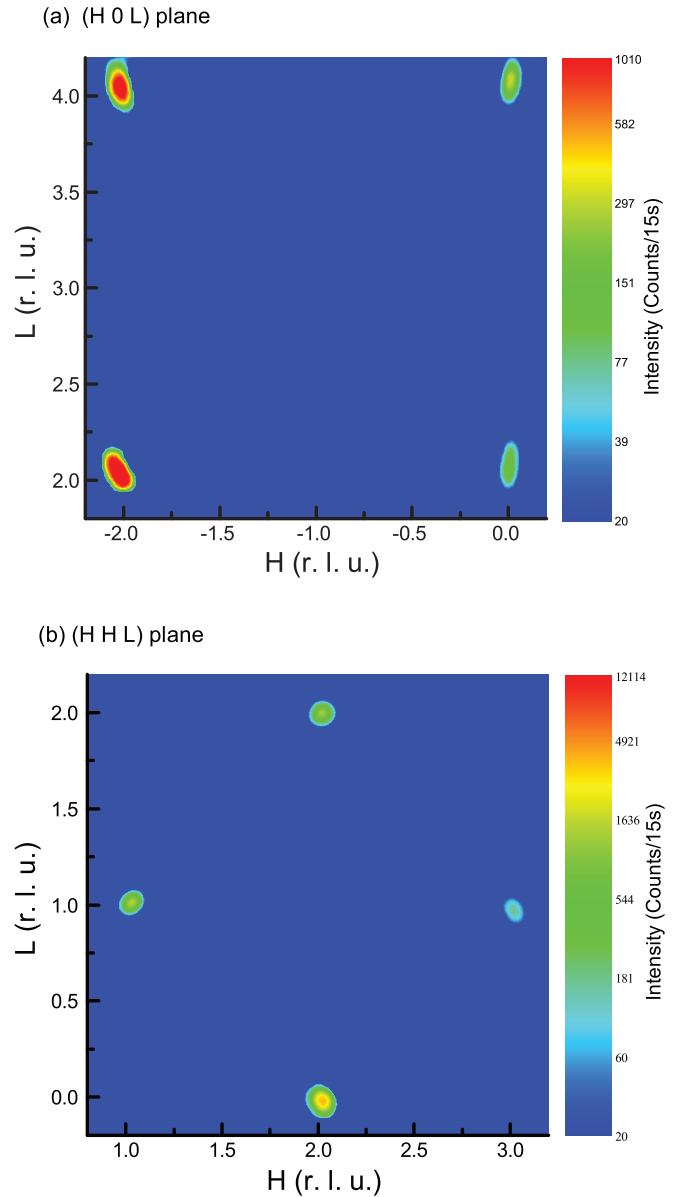 (a) (H 0 L) plane
4.0
3.5
3.0
2.5
2.0
L (r. l. u.)
-2.0 -1.5 -1.0 -0.5 0.0
H (r. l. u.)
1010
582
297
151
77
39
20
Intensity (Counts/15s)
(b) (H H L) plane
2.0
1.5
1.0
0.5
0.0
L (r. l. u.)
1.0 1.5 2.0 2.5 3.0
H (r. l. u.)
12114
4921
1636
544
181
60
20
Intensity (Counts/15s)